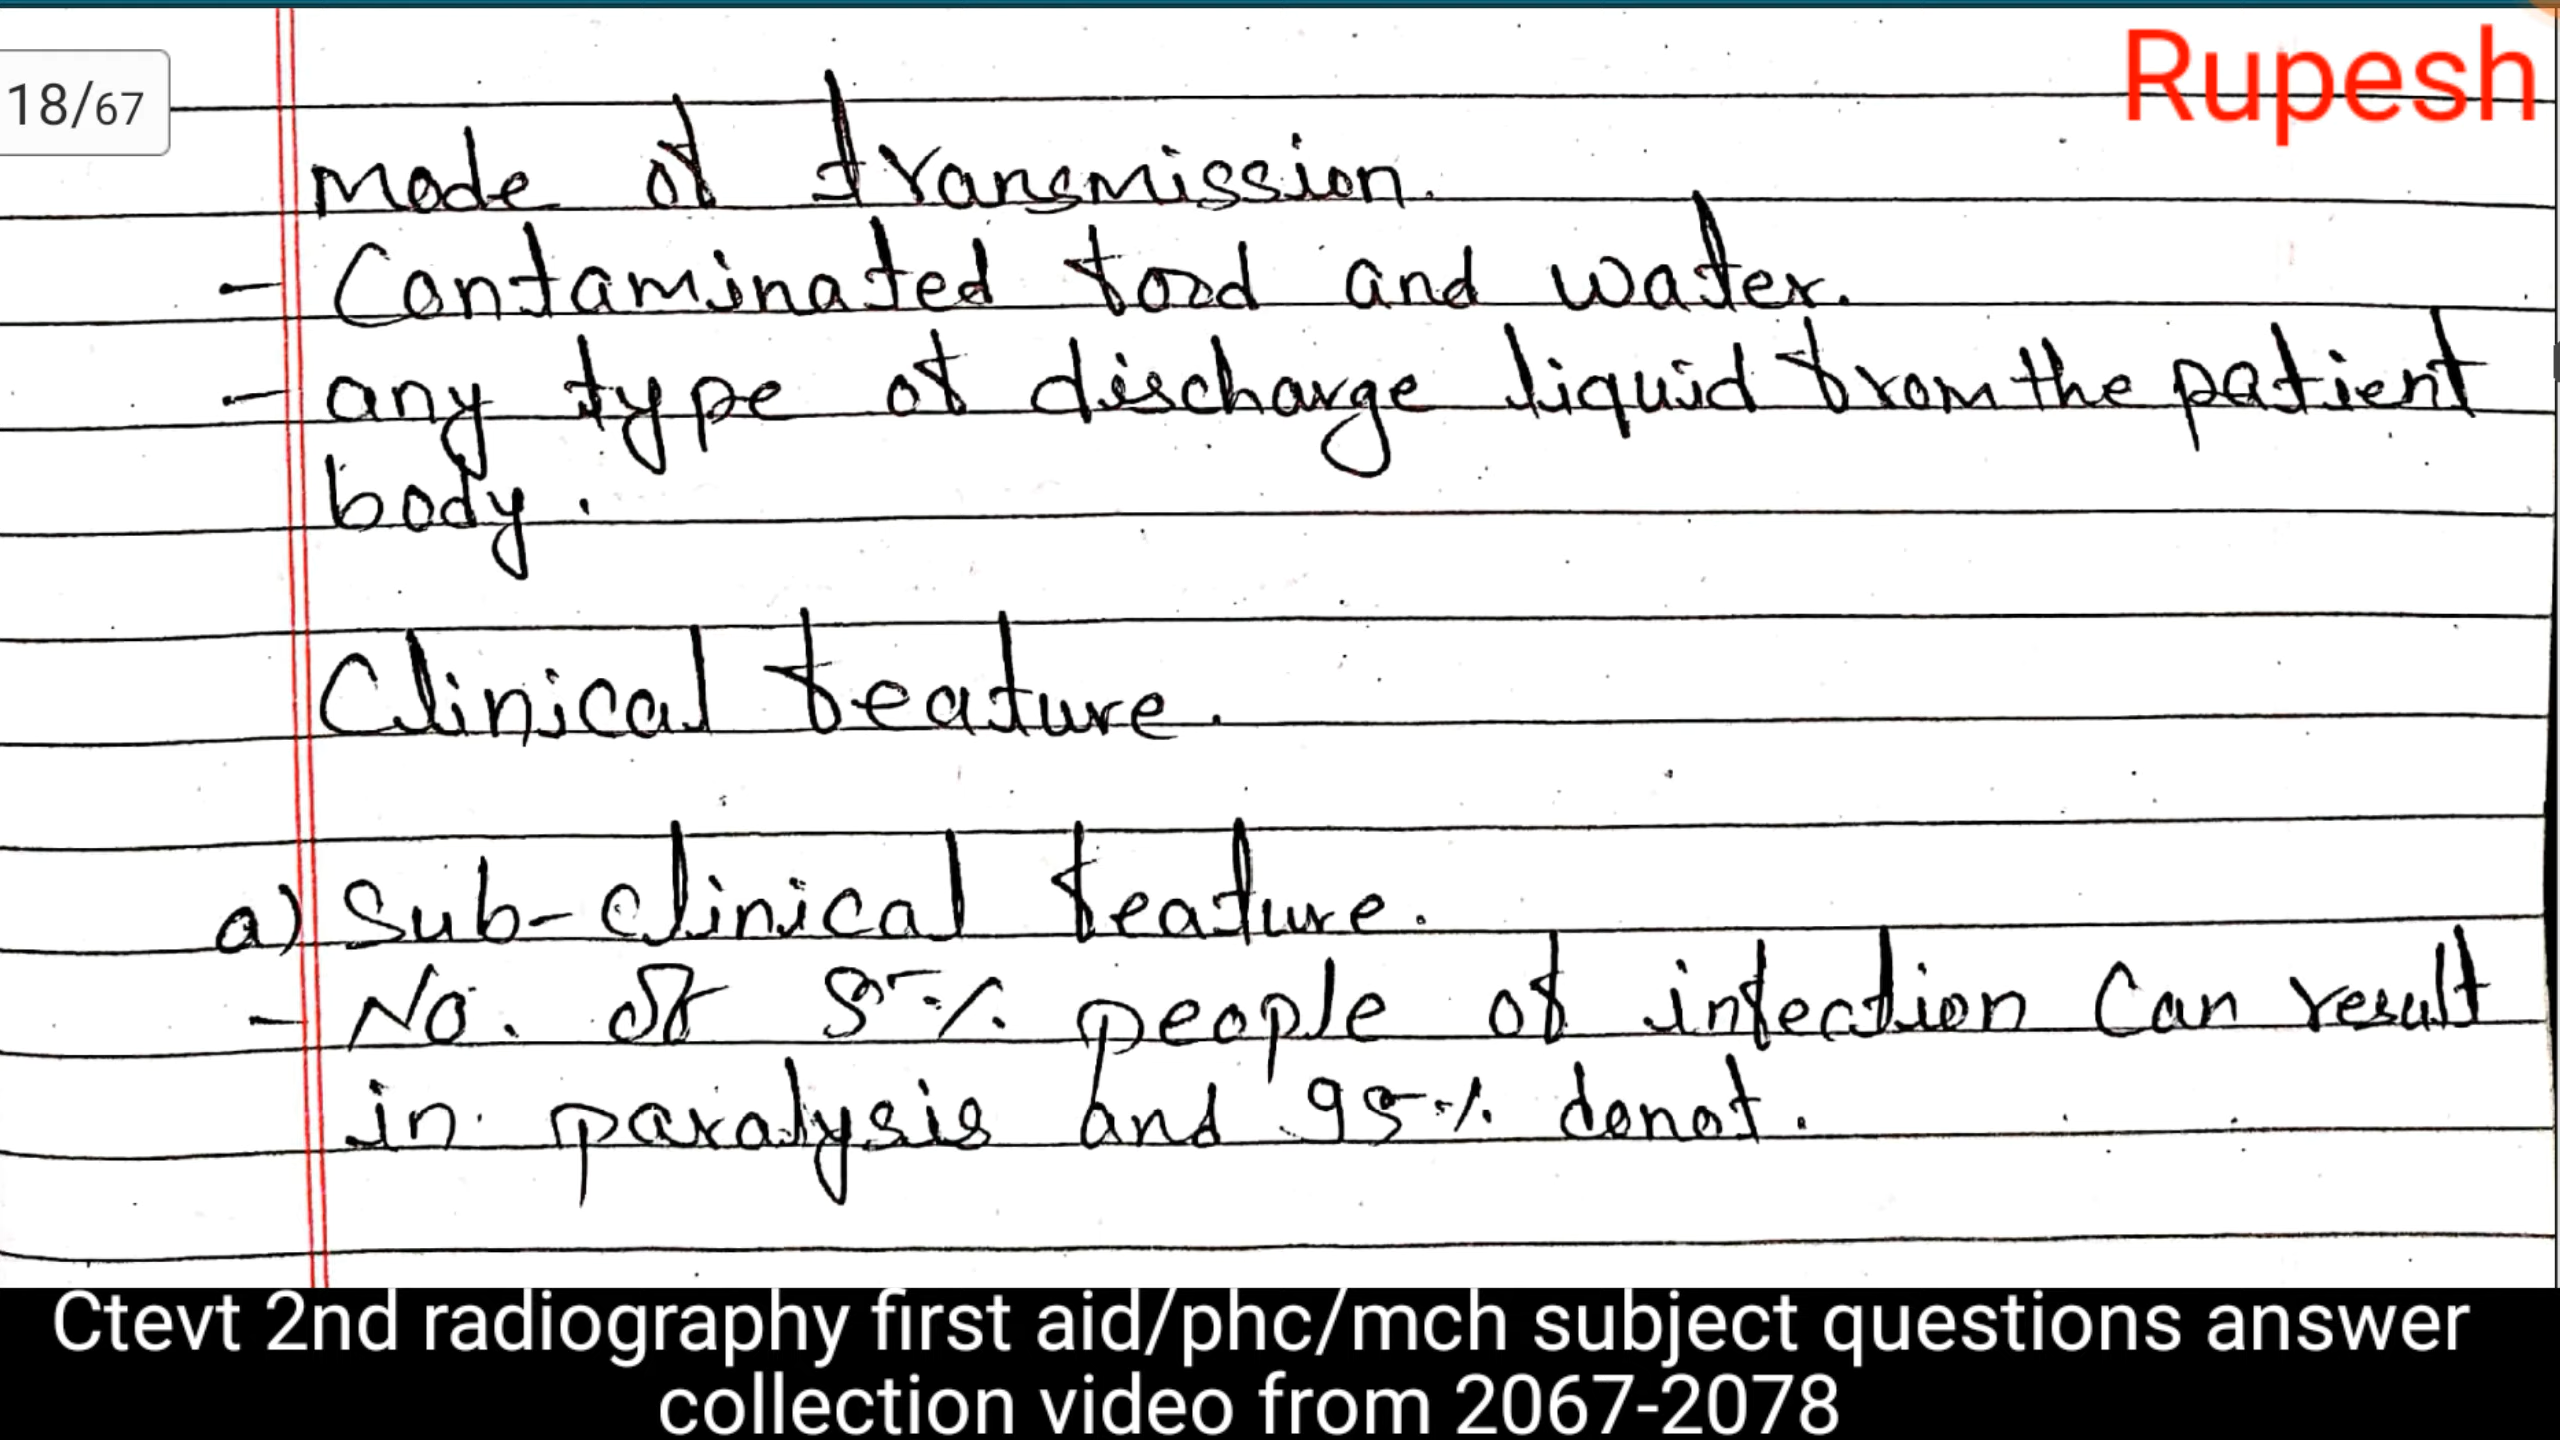 Rupesh
18/67
Mode of transmission.
- Contaminated food and water.
- any type of discharge liquid from the patient
body.
Clinical feature.
a) Sub-clinical feature.
- No. of 5% people of infection can result
in paralysis and 95% donot.
Ctevt 2nd radiography first aid/phc/mch subject questions answer
collection video from 2067-2078